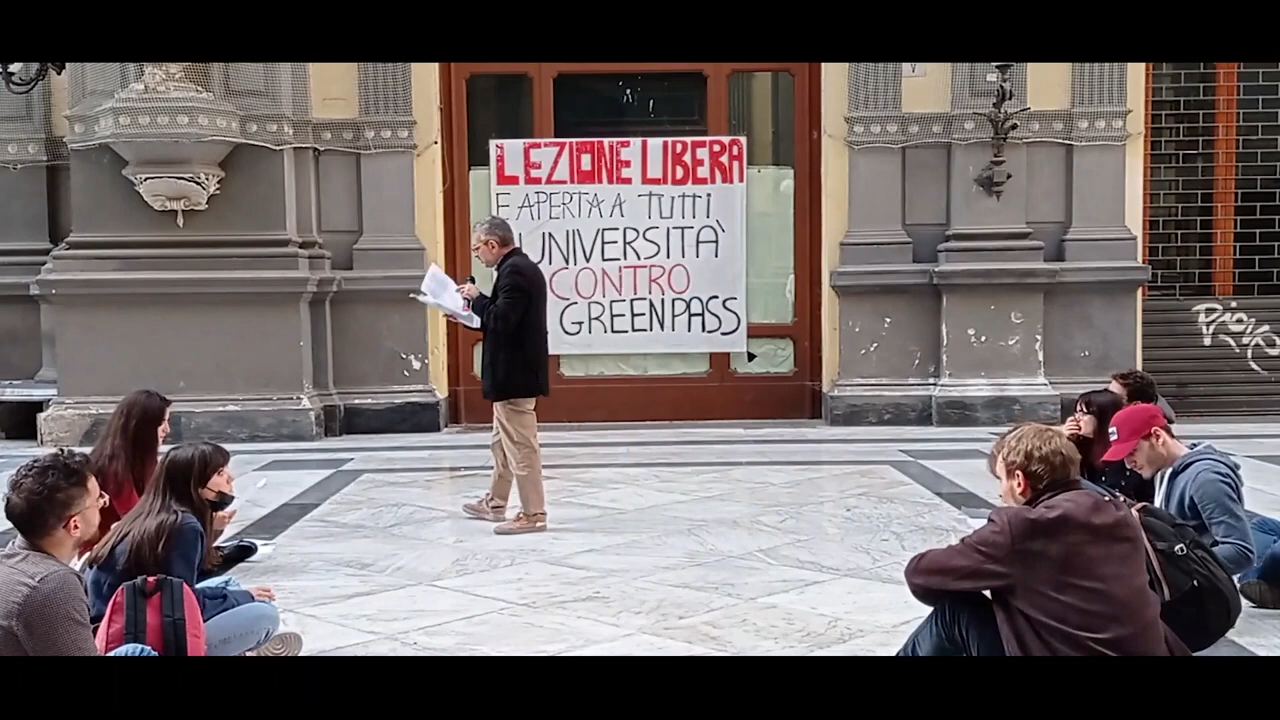 LEZIONE LIBERA
E APERTA A TUTTI
UNIVERSITÀ
CONTRO
GREENPASS